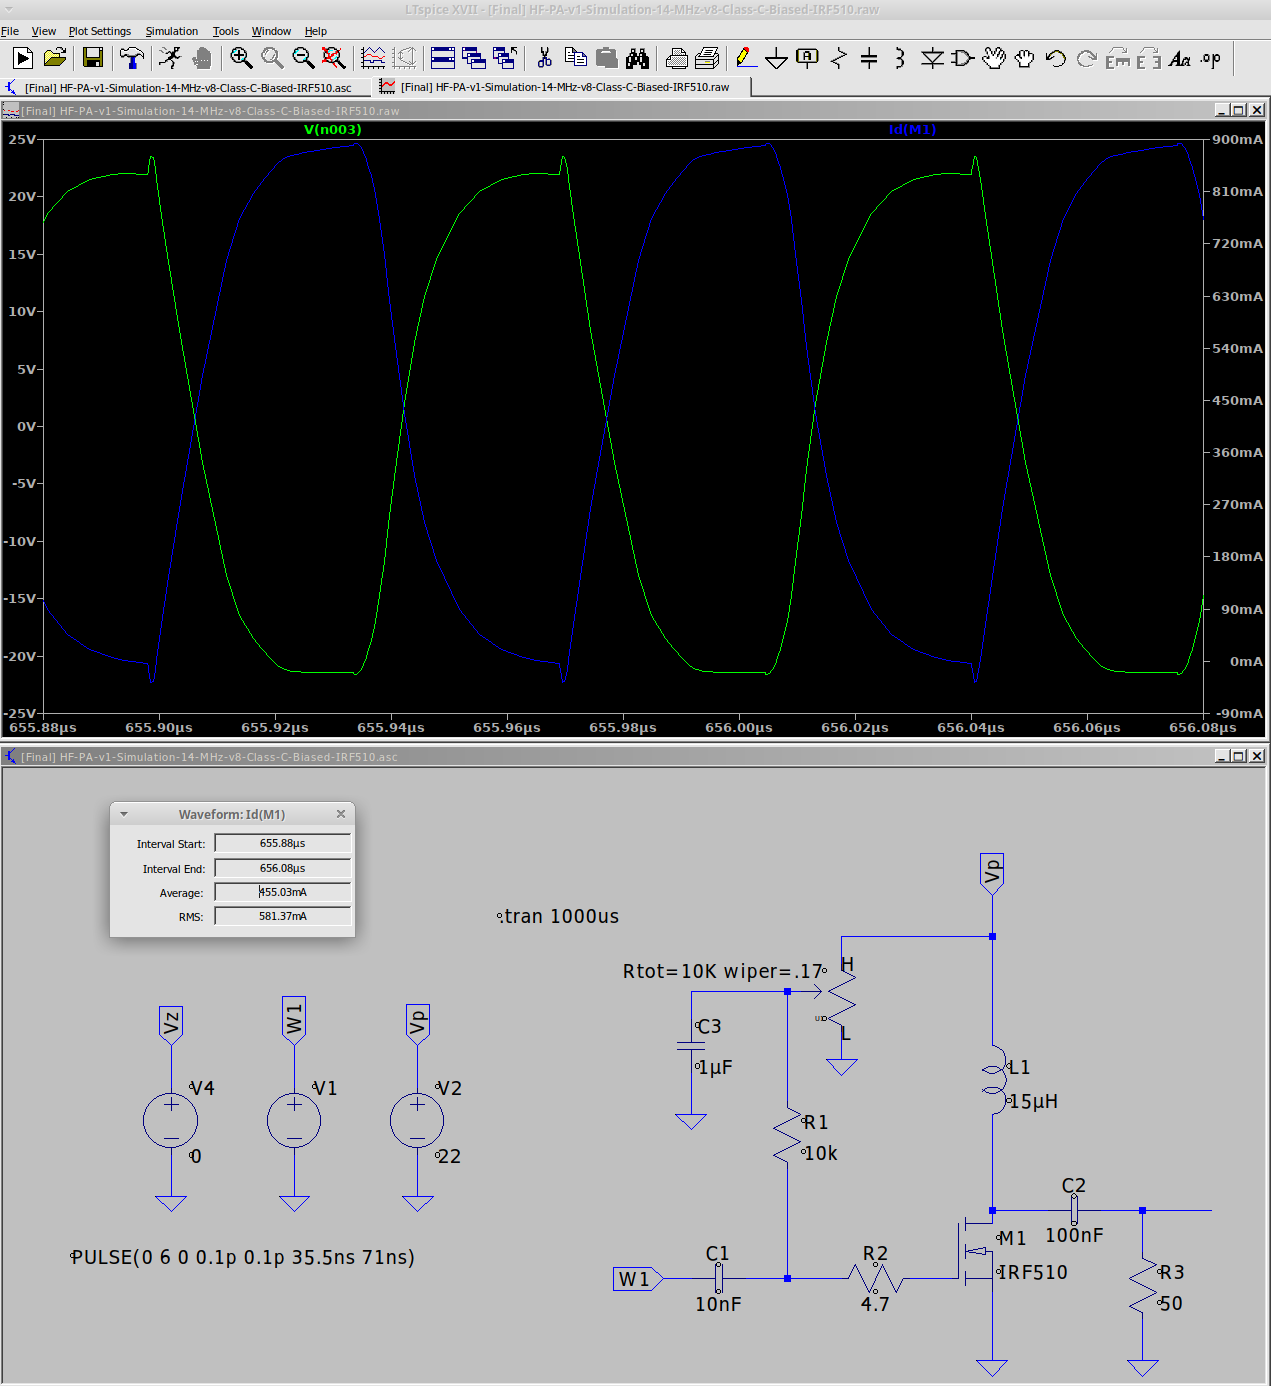 LTspice XVII - [Final] HF-PA-v1-Simulation-14-MHz-v8-Class-C-Biased-IRF510.raw
File View Plot Settings Simulation Tools Window Help
A
Aa .op
[Final] HF-PA-v1-Simulation-14-MHz-v8-Class-C-Biased-IRF510.asc
[Final] HF-PA-v1-Simulation-14-MHz-v8-Class-C-Biased-IRF510.raw
[Final] HF-PA-v1-Simulation-14-MHz-v8-Class-C-Biased-IRF510.raw
V(n003) Id(M1)
25V 900mA
20V 810mA
15V 720mA
10V 630mA
5V 540mA
0V 450mA
-5V 360mA
-10V 270mA
-15V 180mA
-20V 90mA
-25V 0mA
-90mA
655.88µs 655.90µs 655.92µs 655.94µs 655.96µs 655.98µs 656.00µs 656.02µs 656.04µs 656.06µs 656.08µs
[Final] HF-PA-v1-Simulation-14-MHz-v8-Class-C-Biased-IRF510.asc
Waveform: Id(M1)
Interval Start: 655.88µs
Interval End: 656.08µs
Average: 455.03mA
RMS: 581.37mA
.tran 1000us
Vp
Rtot=10K wiper=.17
H
U1
L
C3
1µF
L1
15µH
R1
10k
Vz
W1
Vp
V4
0
V1
V2
22
PULSE(0 6 0 0.1p 0.1p 35.5ns 71ns)
W1
C1
10nF
R2
4.7
M1
IRF510
C2
100nF
R3
50